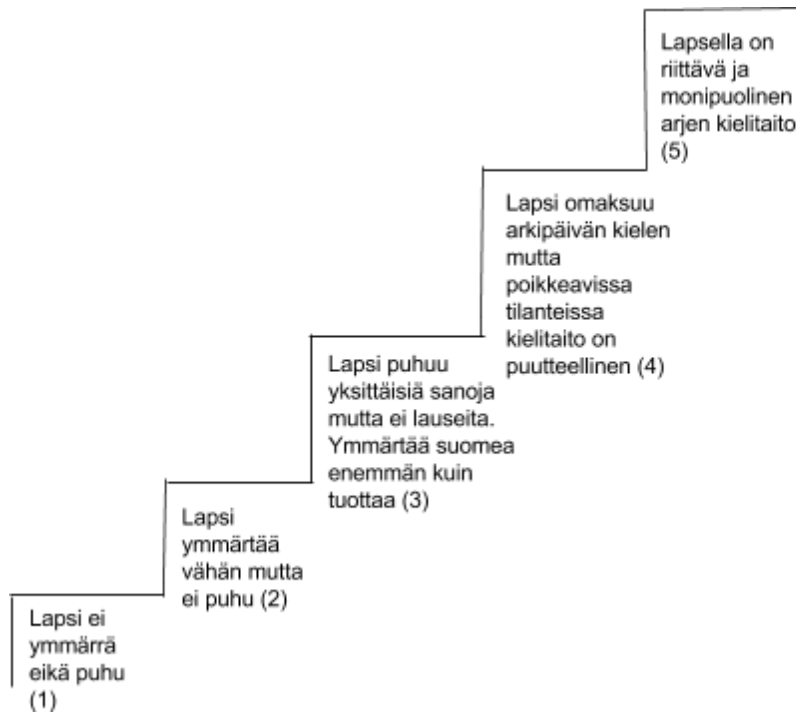 Lapsella on
riittävä ja
monipuolinen
arjen kielitaito
(5)
Lapsi omaksuu
arkipäivän kielen
mutta
poikkeavissa
tilanteissa
kielitaito on
puutteellinen (4)
Lapsi puhuu
yksittäisiä sanoja
mutta ei lauseita.
Ymmärtää suomea
enemmän kuin
tuottaa (3)
Lapsi
ymmärtää
vähän mutta
ei puhu (2)
Lapsi ei
ymmärrä
eikä puhu
(1)